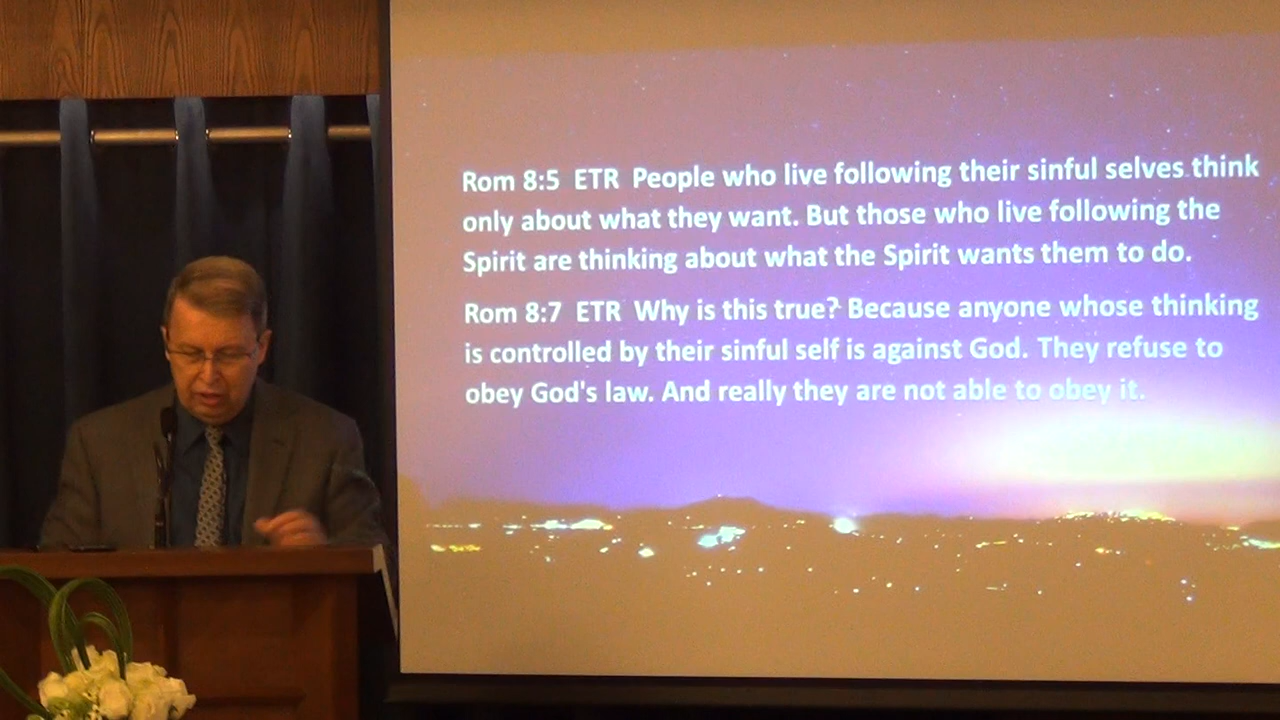 Rom 8:5 ETR People who live following their sinful selves think
only about what they want. But those who live following the
Spirit are thinking about what the Spirit wants them to do.
Rom 8:7 ETR Why is this true? Because anyone whose thinking
is controlled by their sinful self is against God. They refuse to
obey God's law. And really they are not able to obey it.